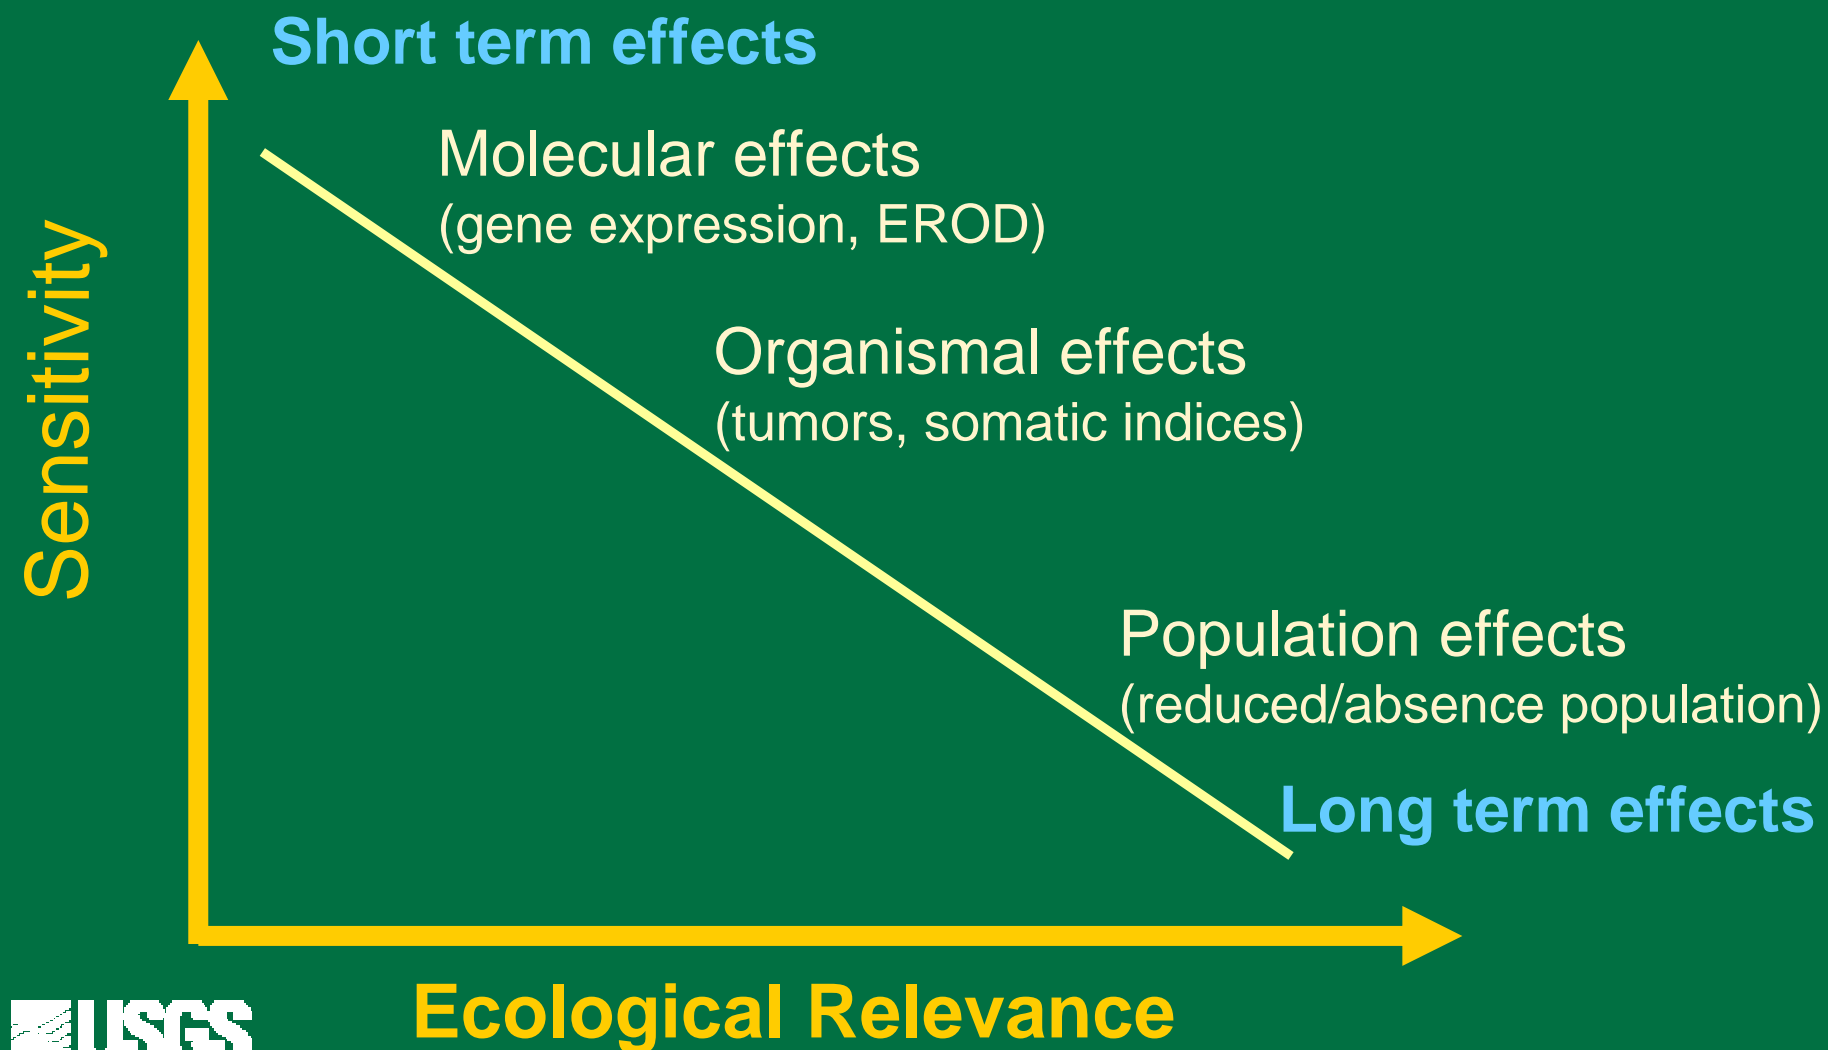 Short term effects
Molecular effects
(gene expression, EROD)
Sensitivity
Organismal effects
(tumors, somatic indices)
Population effects
(reduced/absence population)
Long term effects
Ecological Relevance
USGS